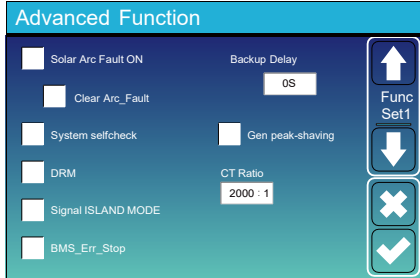 Advanced Function
Solar Arc Fault ON
Backup Delay
0S
Clear Arc_Fault
Func
Set1
System selfcheck
Gen peak-shaving
DRM
CT Ratio
2000 : 1
Signal ISLAND MODE
BMS_Err_Stop